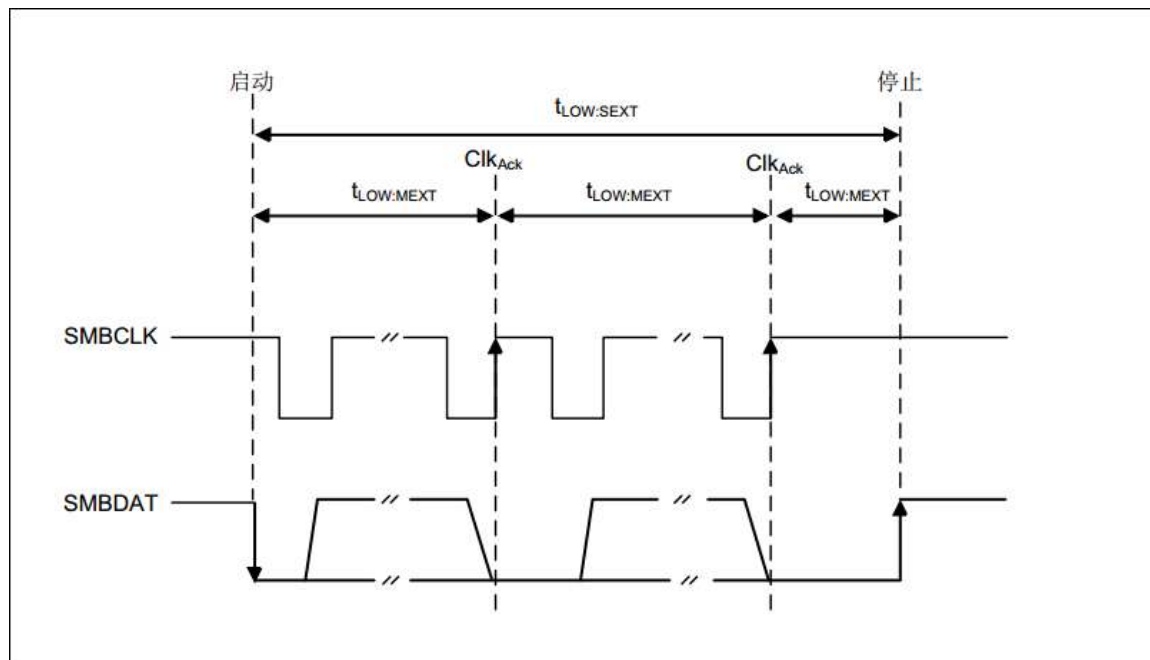 启动
停止
tLOW:SEXT
ClkAck
ClkAck
tLOW:MEXT
tLOW:MEXT
tLOW:MEXT
SMBCLK
SMBDAT